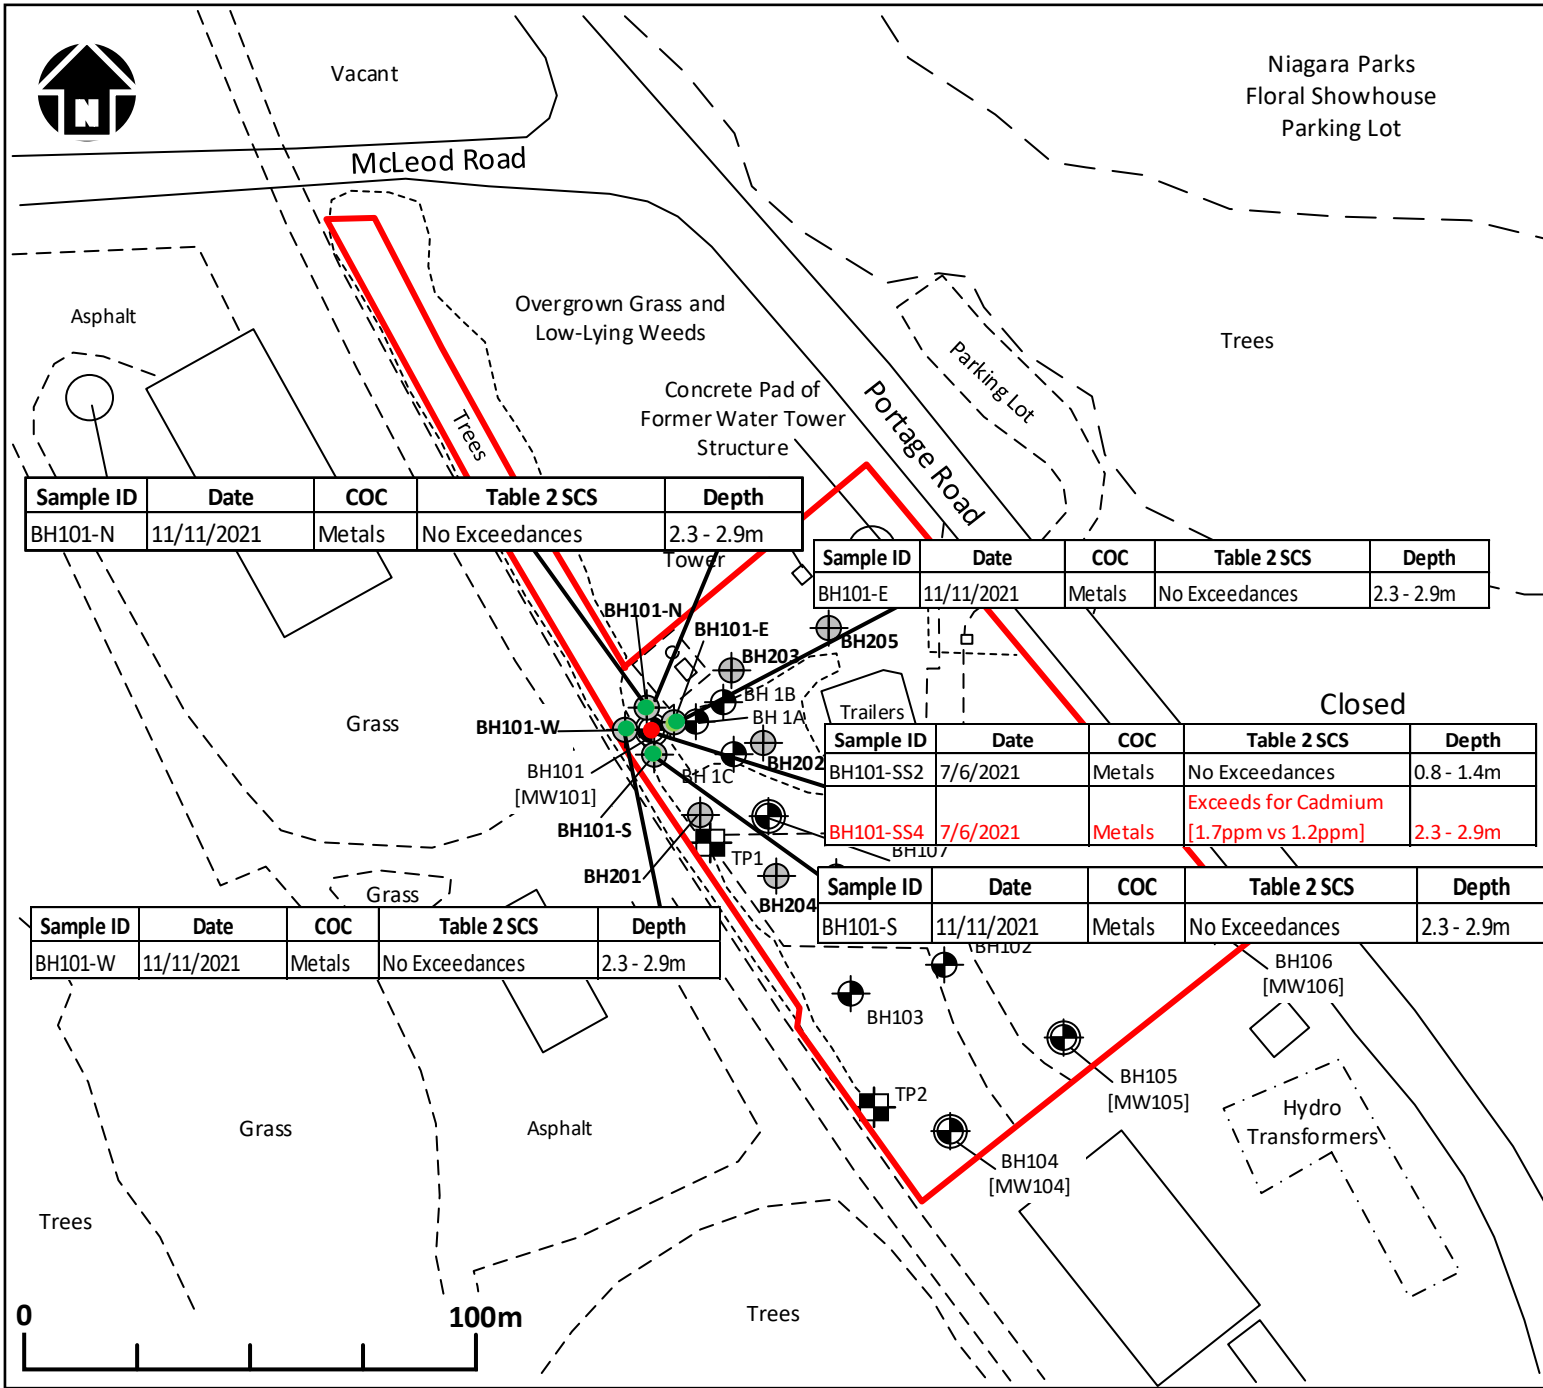 Vacant
Niagara Parks
Floral Showhouse
Parking Lot
N
McLeod Road
Asphalt
Overgrown Grass and
Low-Lying Weeds
Trees
Parking Lot
Concrete Pad of
Former Water Tower
Structure
Portage Road
Trees
Sample ID Date COC Table 2 SCS Depth
BH101-N 11/11/2021 Metals No Exceedances 2.3 - 2.9m
Tower
Sample ID Date COC Table 2 SCS Depth
BH101-E 11/11/2021 Metals No Exceedances 2.3 - 2.9m
BH101-N
BH101-E
BH205
BH203
BH 1B
BH 1A
Trailers
Closed
Grass
BH101-W
BH202
BH101
[MW101]
BH 1C
Sample ID Date COC Table 2 SCS Depth
BH101-SS2 7/6/2021 Metals No Exceedances 0.8 - 1.4m
Exceeds for Cadmium
BH101-SS4 7/6/2021 Metals [1.7ppm vs 1.2ppm] 2.3 - 2.9m
BH101-S
BH107
TP1
BH201
Grass
BH204
Sample ID Date COC Table 2 SCS Depth
BH101-S 11/11/2021 Metals No Exceedances 2.3 - 2.9m
Sample ID Date COC Table 2 SCS Depth
BH101-W 11/11/2021 Metals No Exceedances 2.3 - 2.9m
BH102
BH106
[MW106]
BH103
BH105
[MW105]
TP2
Hydro
Transformers
Grass
Asphalt
BH104
[MW104]
Trees
Trees
0 100m